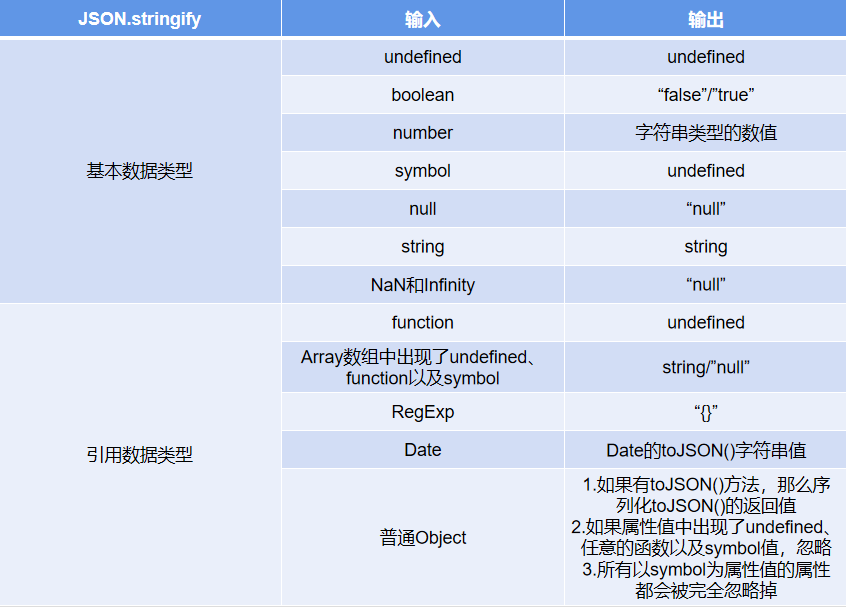 JSON.stringify 输入 输出
基本数据类型
undefined undefined
boolean “false”/”true”
number 字符串类型的数值
symbol undefined
null “null”
string string
NaN和Infinity “null”
引用数据类型
function undefined
Array数组中出现了undefined、
function以及symbol
string/”null”
RegExp “{}”
Date Date的toJSON()字符串值
普通Object
1.如果有toJSON()方法，那么序
列化toJSON()的返回值
2.如果属性值中出现了undefined、
任意的函数以及symbol值，忽略
3.所有以symbol为属性值的属性
都会被完全忽略掉